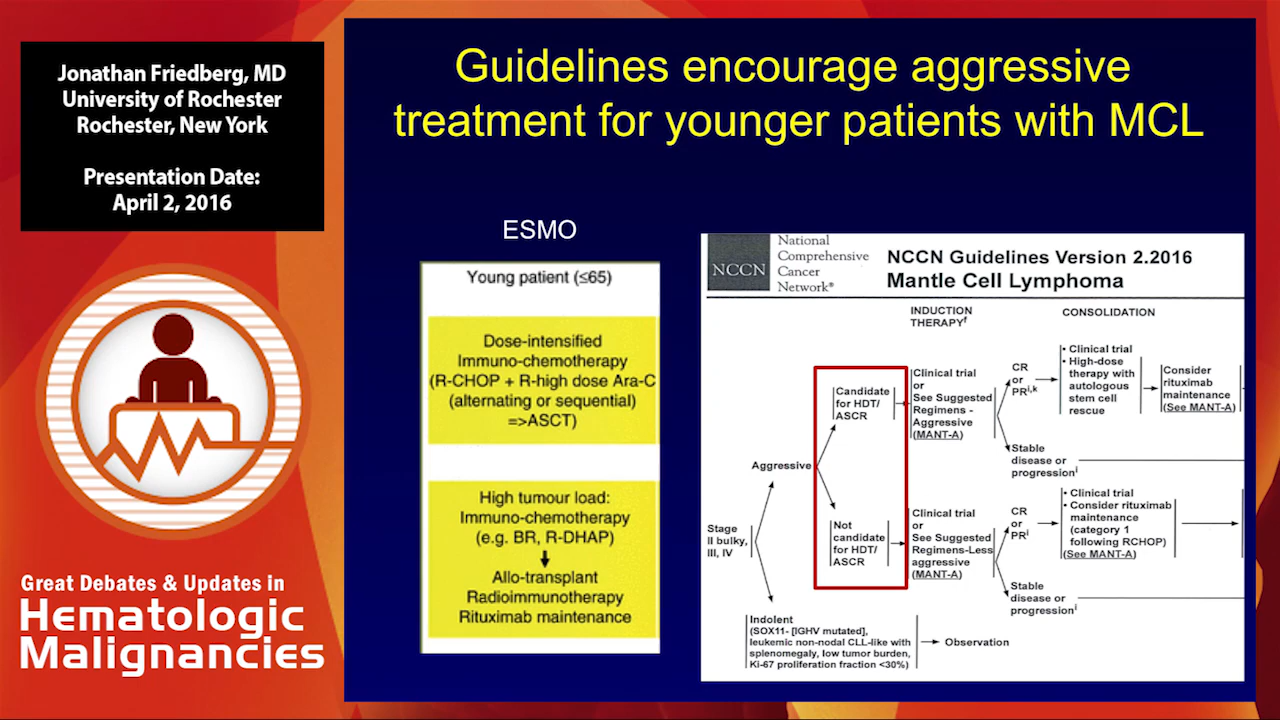 Jonathan Friedberg, MD
University of Rochester
Rochester, New York
Presentation Date:
April 2, 2016
Great Debates & Updates in
Hematologic
Malignancies
Guidelines encourage aggressive
treatment for younger patients with MCL
ESMO
Young patient (≤65)
Dose-intensified
Immuno-chemotherapy
(R-CHOP + R-high dose Ara-C
(alternating or sequential)
=>ASCT)
High tumour load:
Immuno-chemotherapy
(e.g. BR, R-DHAP)
Allo-transplant
Radioimmunotherapy
Rituximab maintenance
NCCN
National
Comprehensive
Cancer
Network®
NCCN Guidelines Version 2.2016
Mantle Cell Lymphoma
INDUCTION
THERAPYf
CONSOLIDATION
Stage
II bulky,
III, IV
Aggressive
Candidate
for HDT/
ASCR
Clinical trial
or
See Suggested
Regimens -
Aggressive
(MANT-A)
CR
or
PRi,k
• Clinical trial
• High-dose
therapy with
autologous
stem cell
rescue
Consider
rituximab
maintenance
(See MANT-A)
Stable
disease or
progressioni
Not
candidate
for HDT/
ASCR
Clinical trial
or
See Suggested
Regimens-Less
aggressive
(MANT-A)
CR
or
PRi
• Clinical trial
• Consider rituximab
maintenance
(category 1
following RCHOP)
(See MANT-A)
Stable
disease or
progressioni
Indolent
(SOX11- [IGHV mutated],
leukemic non-nodal CLL-like with
splenomegaly, low tumor burden,
Ki-67 proliferation fraction <30%)
Observation